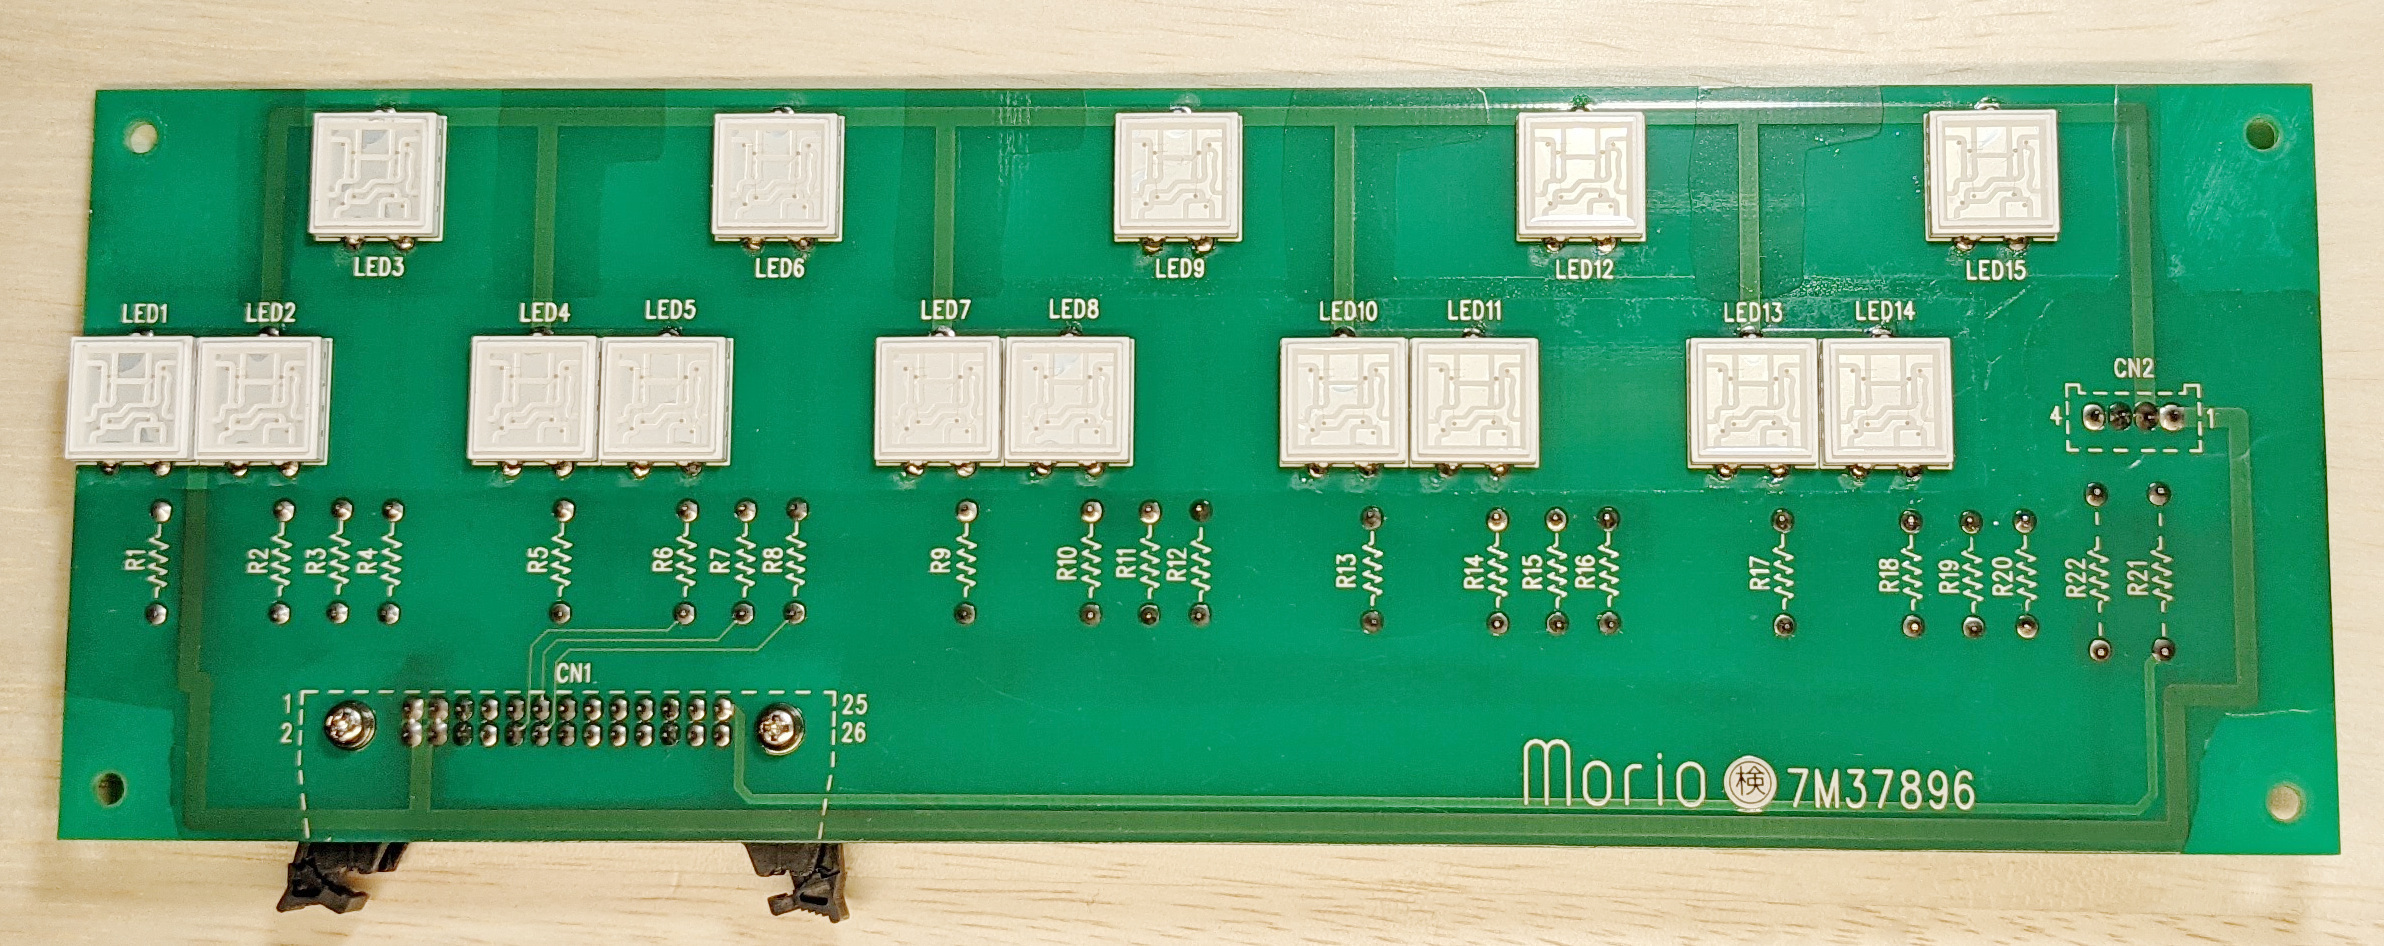 LED3 LED6 LED9 LED12 LED15
LED1 LED2 LED4 LED5 LED7 LED8 LED10 LED11 LED13 LED14
CN2
4 1
R1 R2 R3 R4 R5 R6 R7 R8 R9 R10 R11 R12 R13 R14 R15 R16 R17 R18 R19 R20 R22 R21
CN1
1 25
2 26
morio 検 7M37896